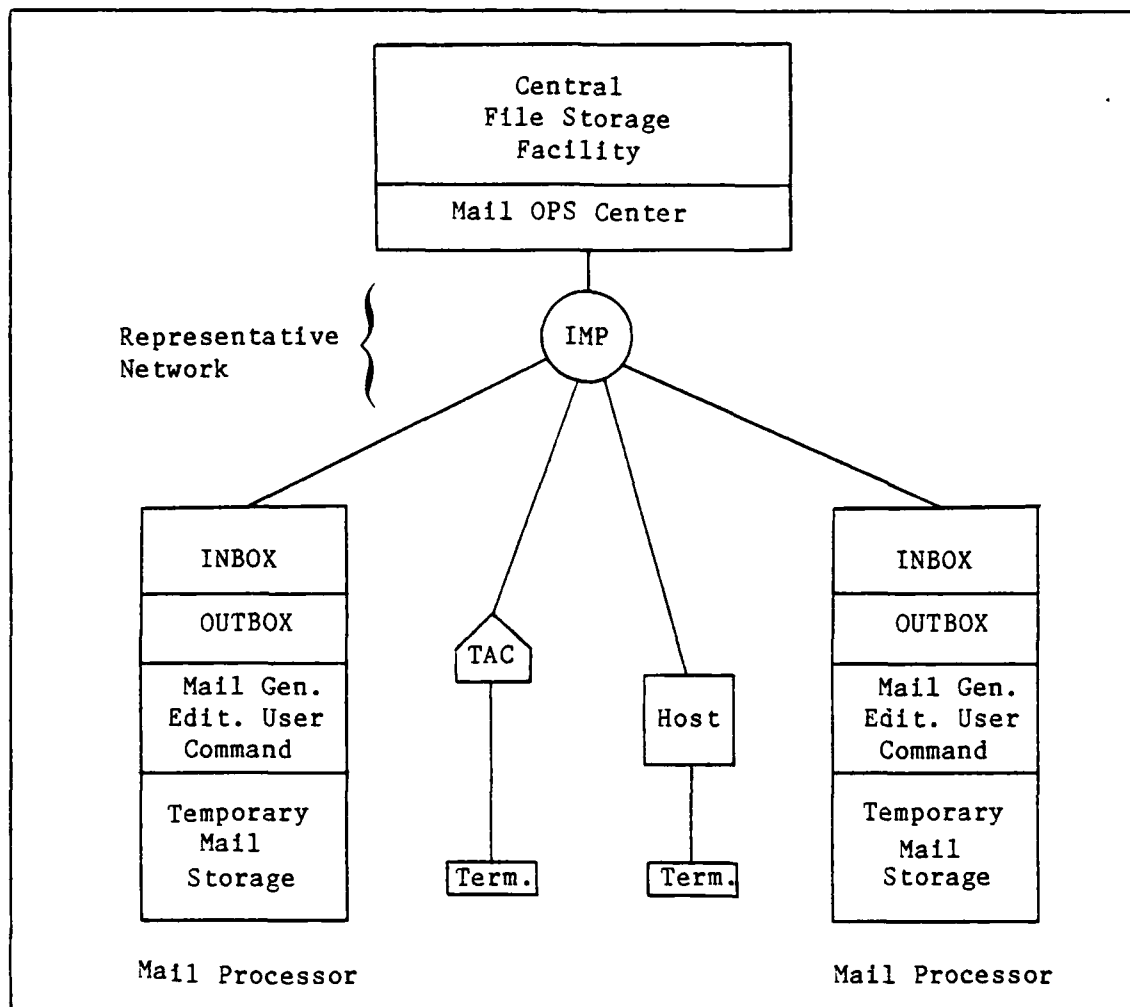 Central
File Storage
Facility
Mail OPS Center
Representative
Network
IMP
INBOX
OUTBOX
Mail Gen.
Edit. User
Command
Temporary
Mail
Storage
Mail Processor
TAC
Term.
Host
Term.
INBOX
OUTBOX
Mail Gen.
Edit. User
Command
Temporary
Mail
Storage
Mail Processor